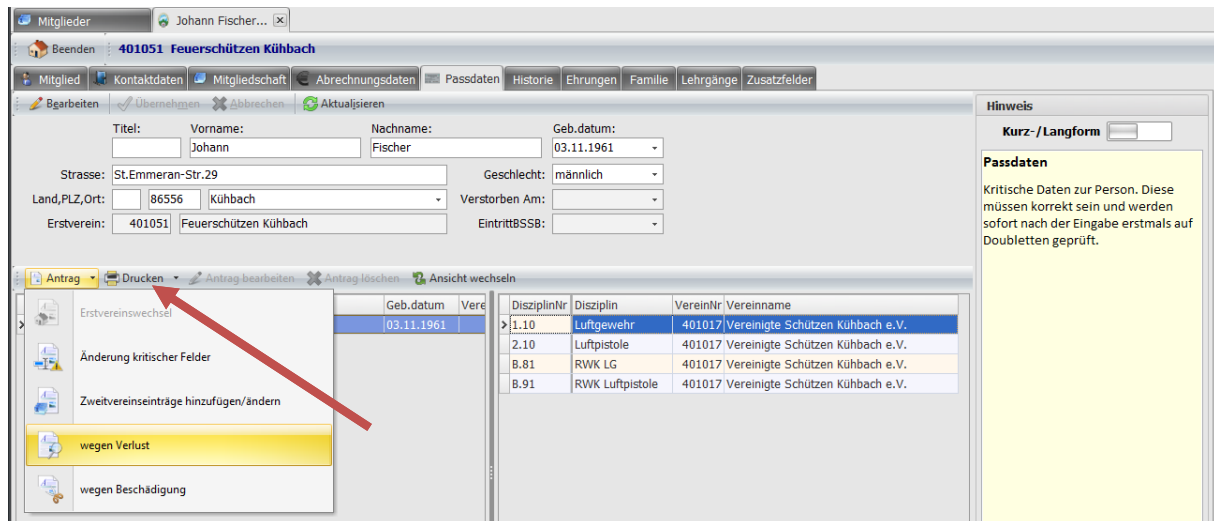 Mitglieder Johann Fischer...
Beenden 401051 Feuerschützen Kühbach
Mitglied Kontaktdaten Mitgliedschaft Abrechnungsdaten Passdaten Historie Ehrungen Familie Lehrgänge Zusatzfelder
Bearbeiten Übernehmen Abbrechen Aktualisieren
Titel: Vorname: Nachname: Geb.datum:
Johann Fischer 03.11.1961
Strasse: St.Emmeran-Str.29 Geschlecht: männlich
Land,PLZ,Ort: 86556 Kühbach Verstorben Am:
Erstverein: 401051 Feuerschützen Kühbach EintrittBSSB:
Antrag Drucken Antrag bearbeiten Antrag löschen Ansicht wechseln
Erstvereinswechsel
Änderung kritischer Felder
Zweitvereinseinträge hinzufügen/ändern
wegen Verlust
wegen Beschädigung
Geb.datum Vere
03.11.1961
DisziplinNr Disziplin VereinNr Vereinname
1.10 Luftgewehr 401017 Vereinigte Schützen Kühbach e.V.
2.10 Luftpistole 401017 Vereinigte Schützen Kühbach e.V.
B.81 RWK LG 401017 Vereinigte Schützen Kühbach e.V.
B.91 RWK Luftpistole 401017 Vereinigte Schützen Kühbach e.V.
Hinweis
Kurz-/Langform
Passdaten
Kritische Daten zur Person. Diese
müssen korrekt sein und werden
sofort nach der Eingabe erstmals auf
Doubletten geprüft.